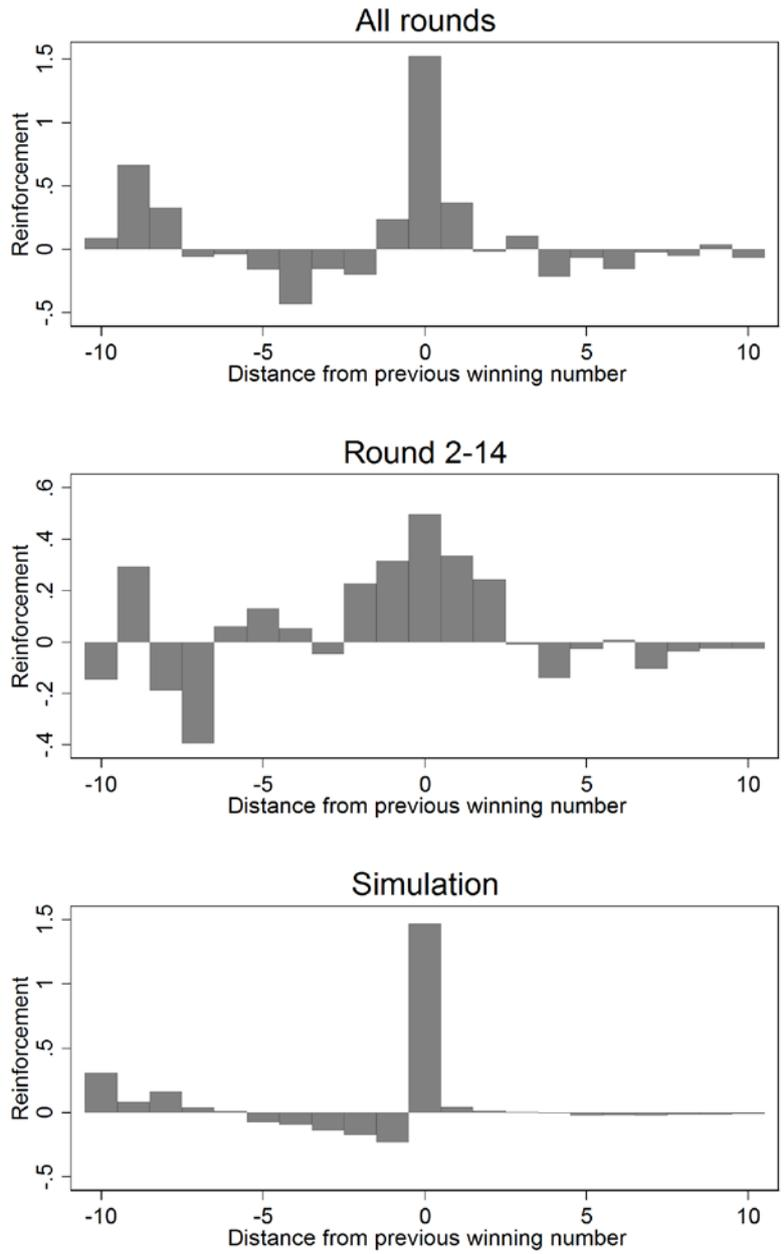 All rounds
1.5
1
.5
0
-.5
Reinforcement
-10 -5 0 5 10
Distance from previous winning number
Round 2-14
.6
.4
.2
0
-.2
-.4
Reinforcement
-10 -5 0 5 10
Distance from previous winning number
Simulation
1.5
1
.5
0
-.5
Reinforcement
-10 -5 0 5 10
Distance from previous winning number